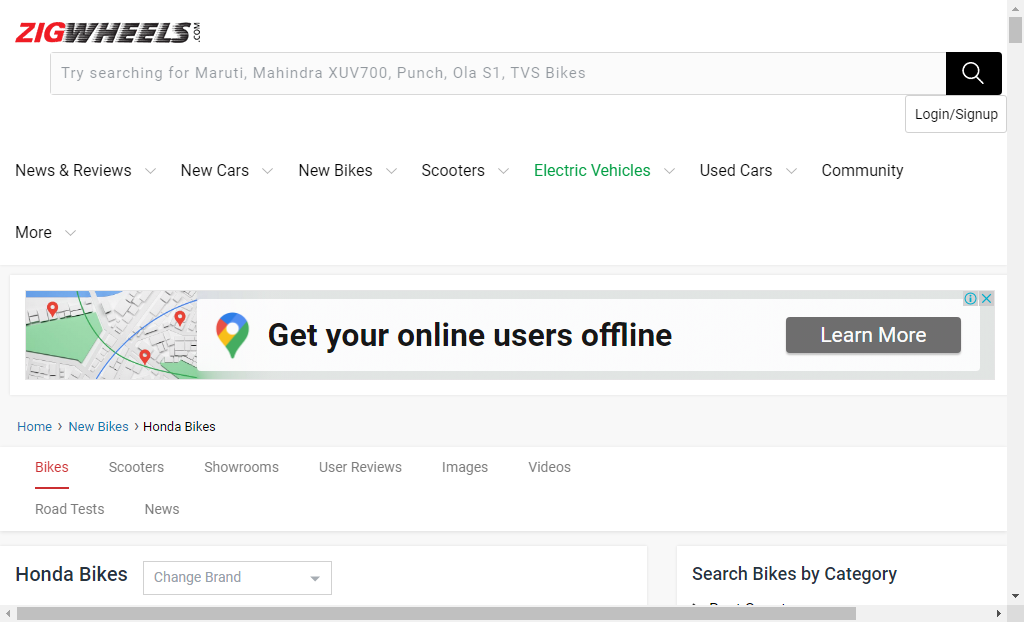 ZIGWHEELS.COM
Try searching for Maruti, Mahindra XUV700, Punch, Ola S1, TVS Bikes
Login/Signup
News & Reviews New Cars New Bikes Scooters Electric Vehicles Used Cars Community
More
Get your online users offline
Learn More
Home › New Bikes › Honda Bikes
Bikes Scooters Showrooms User Reviews Images Videos
Road Tests News
Honda Bikes
Change Brand
Search Bikes by Category